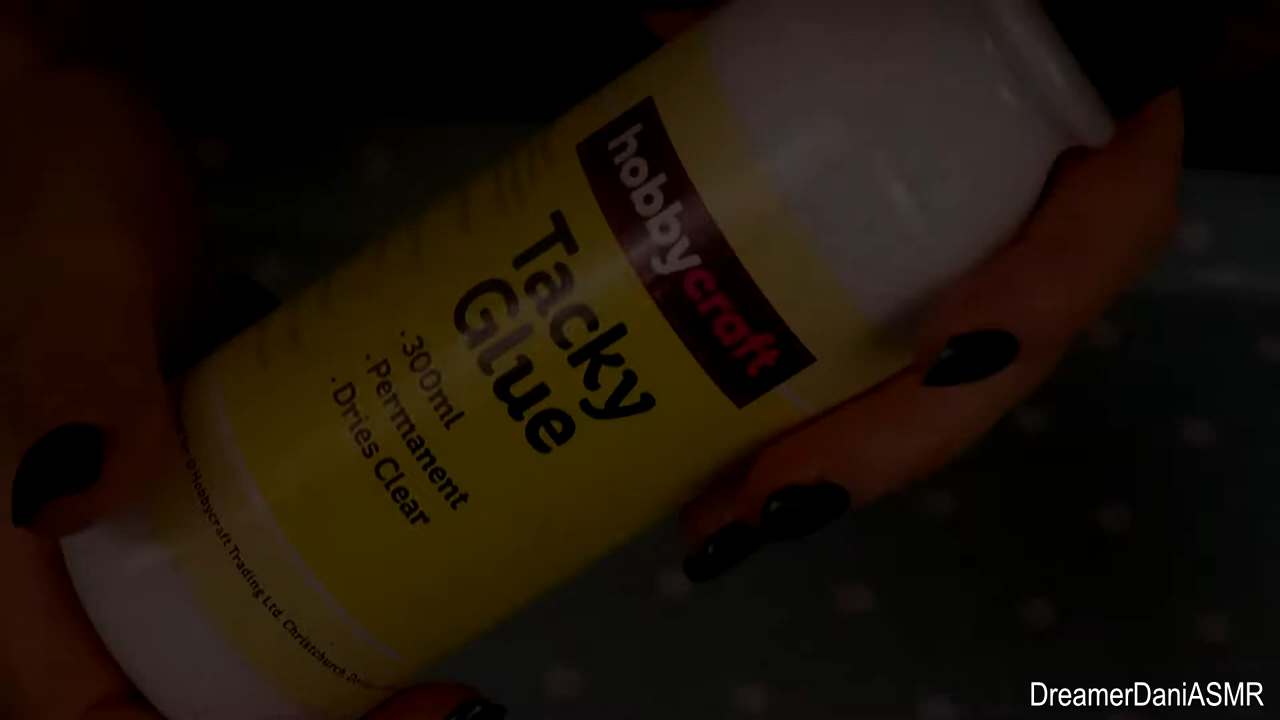 hobbycraft
Tacky
Glue
.300ml
.Permanent
.Dries Clear
Hobbycraft Trading Ltd. Christchurch,
DreamerDaniASMR